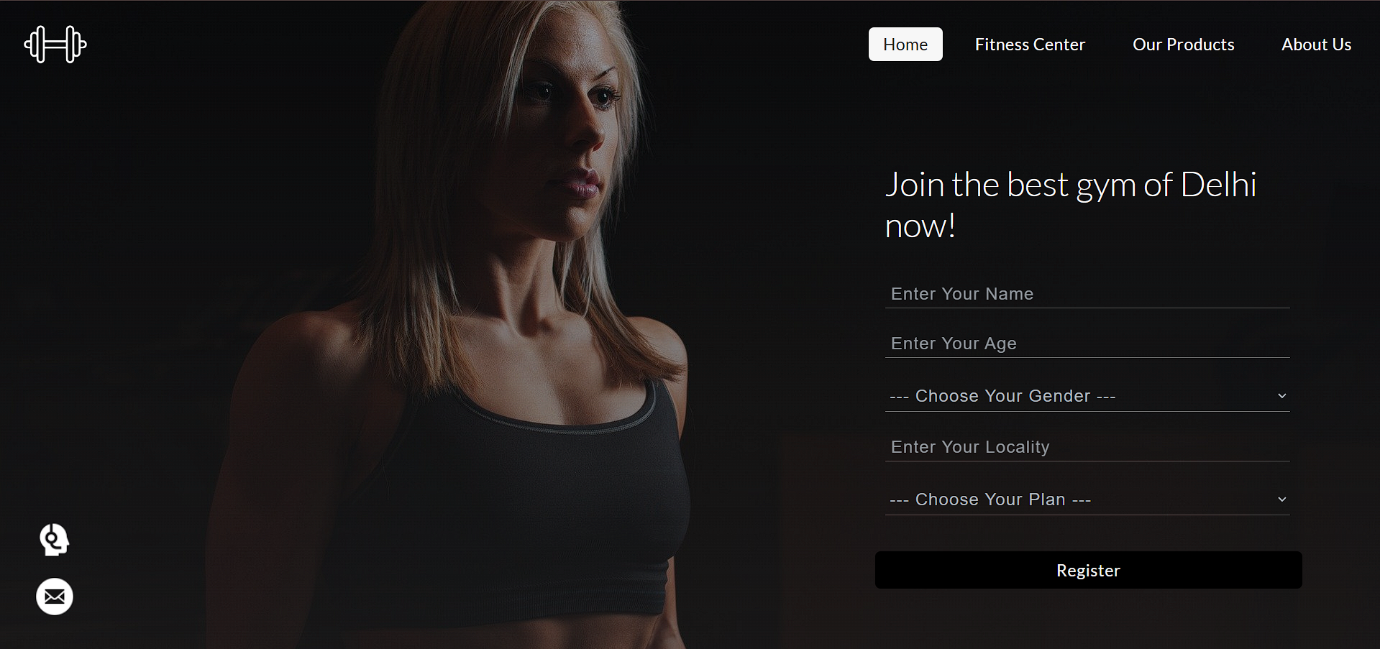 Home
Fitness Center
Our Products
About Us
Join the best gym of Delhi
now!
Enter Your Name
Enter Your Age
--- Choose Your Gender ---
Enter Your Locality
--- Choose Your Plan ---
Register